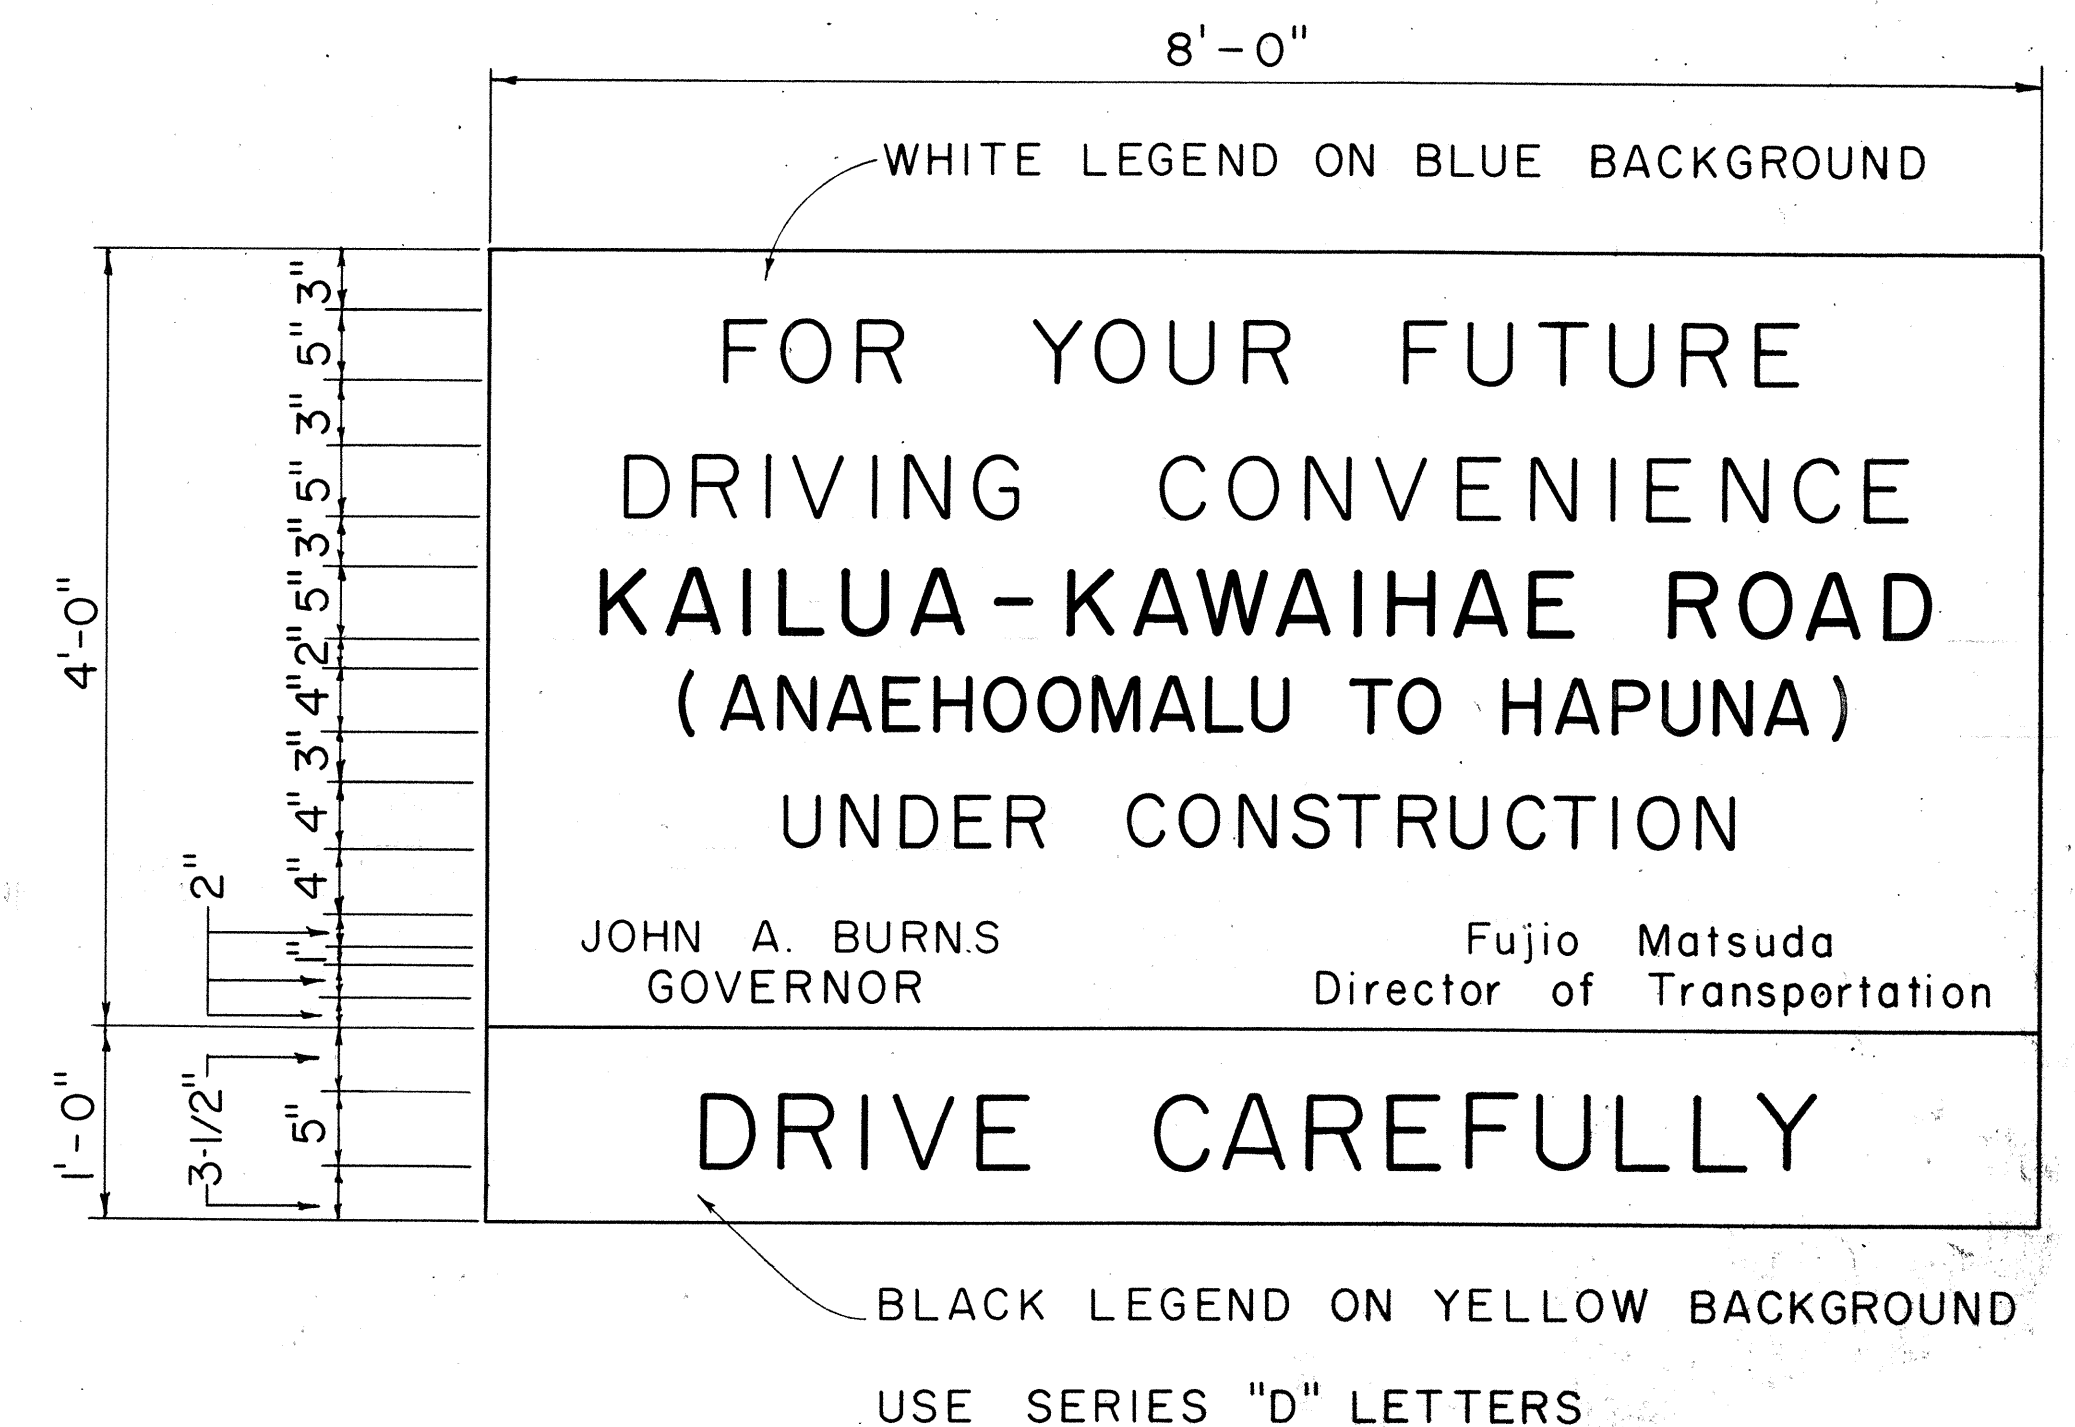 8'-0"
WHITE LEGEND ON BLUE BACKGROUND
3"
5"
3"
5"
3"
5"
2"
4"
3"
4"
4"
2"
1"
4'-0"
FOR YOUR FUTURE
DRIVING CONVENIENCE
KAILUA-KAWAIHAE ROAD
(ANAEHOOMALU TO HAPUNA)
UNDER CONSTRUCTION
JOHN A. BURNS
GOVERNOR
Fujio Matsuda
Director of Transportation
1'-0"
3-1/2"
5"
DRIVE CAREFULLY
BLACK LEGEND ON YELLOW BACKGROUND
USE SERIES "D" LETTERS